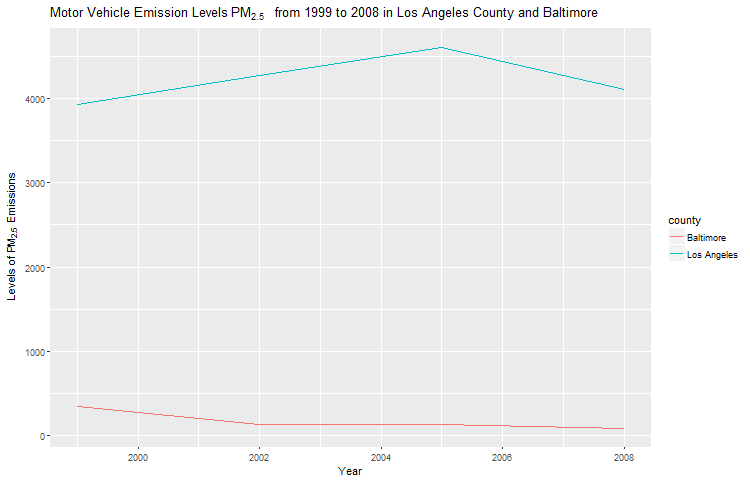 Motor Vehicle Emission Levels PM2.5 from 1999 to 2008 in Los Angeles County and Baltimore
Levels of PM2.5 Emissions
4000
3000
2000
1000
0
2000 2002 2004 2006 2008
Year
county
Baltimore
Los Angeles